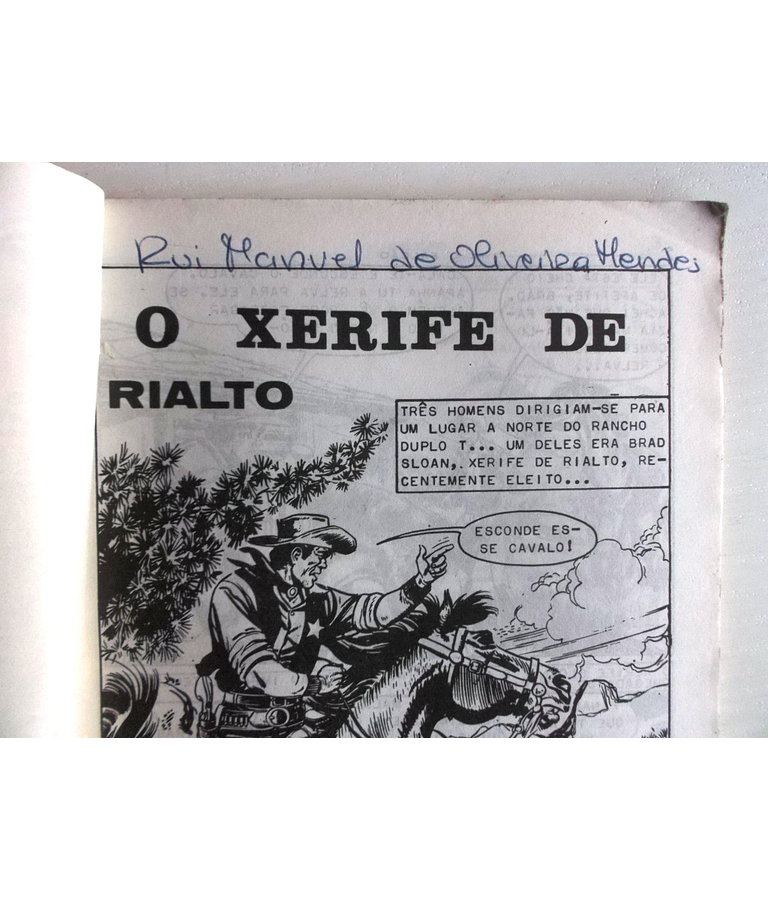 Rui Manuel de Oliveira Mendes
O XERIFE DE
RIALTO
TRÊS HOMENS DIRIGIAM-SE PARA
UM LUGAR A NORTE DO RANCHO
DUPLO T... UM DELES ERA BRAD
SLOAN, XERIFE DE RIALTO, RE-
CENTEMENTE ELEITO...
ESCONDE ES-
SE CAVALO!